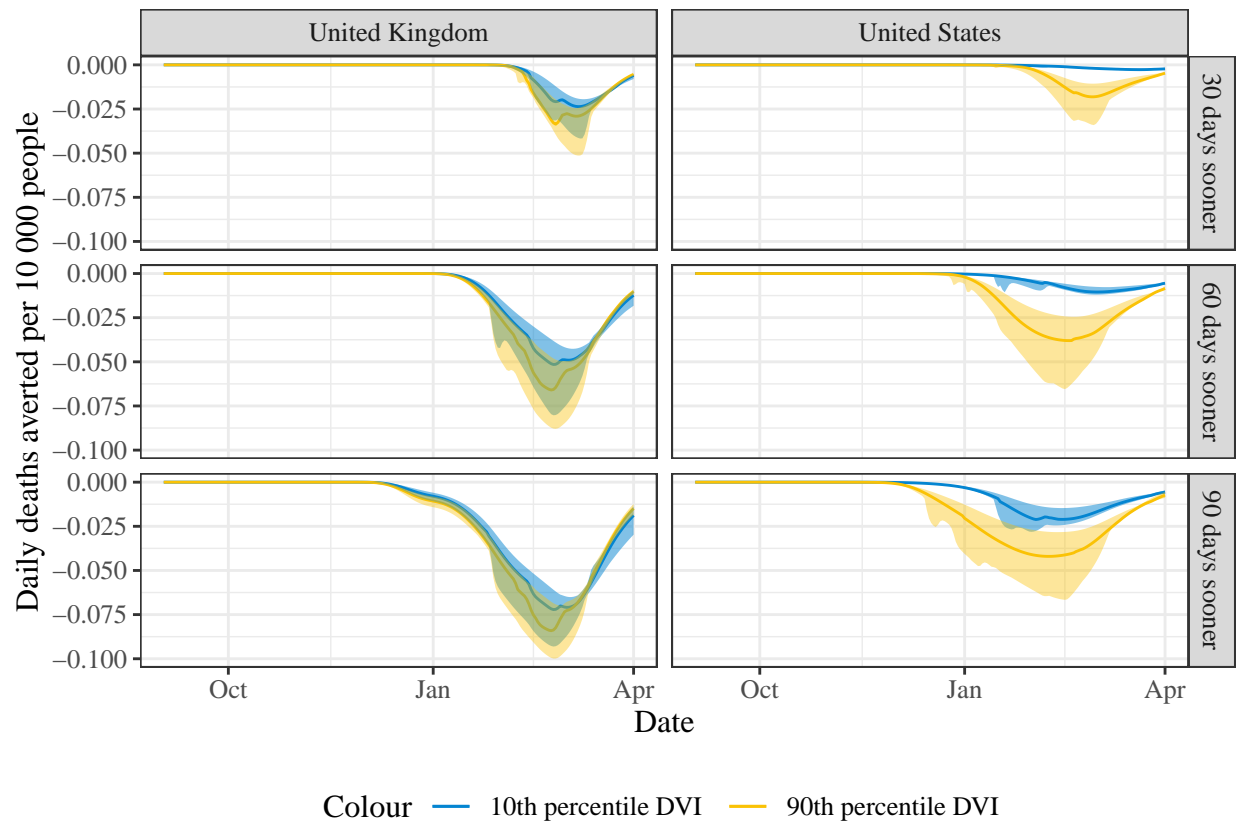 United Kingdom
United States
Daily deaths averted per 10 000 people
0.000
−0.025
−0.050
−0.075
−0.100
30 days sooner
0.000
−0.025
−0.050
−0.075
−0.100
60 days sooner
0.000
−0.025
−0.050
−0.075
−0.100
90 days sooner
Oct
Jan
Apr
Oct
Jan
Apr
Date
Colour
10th percentile DVI
90th percentile DVI